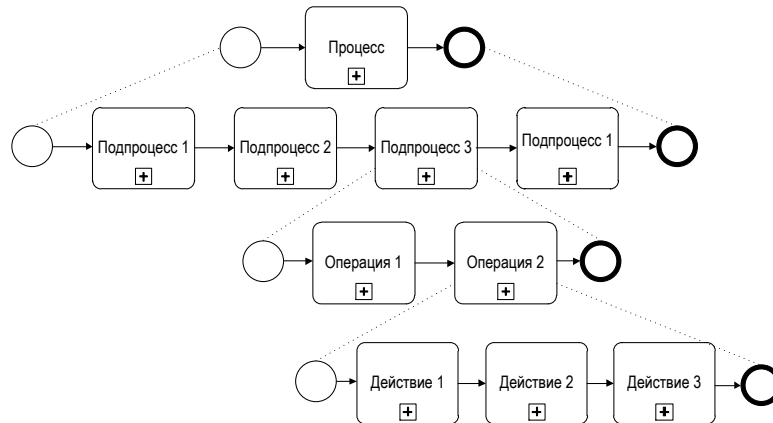 Процесс
Подпроцесс 1
Подпроцесс 2
Подпроцесс 3
Подпроцесс 1
Операция 1
Операция 2
Действие 1
Действие 2
Действие 3